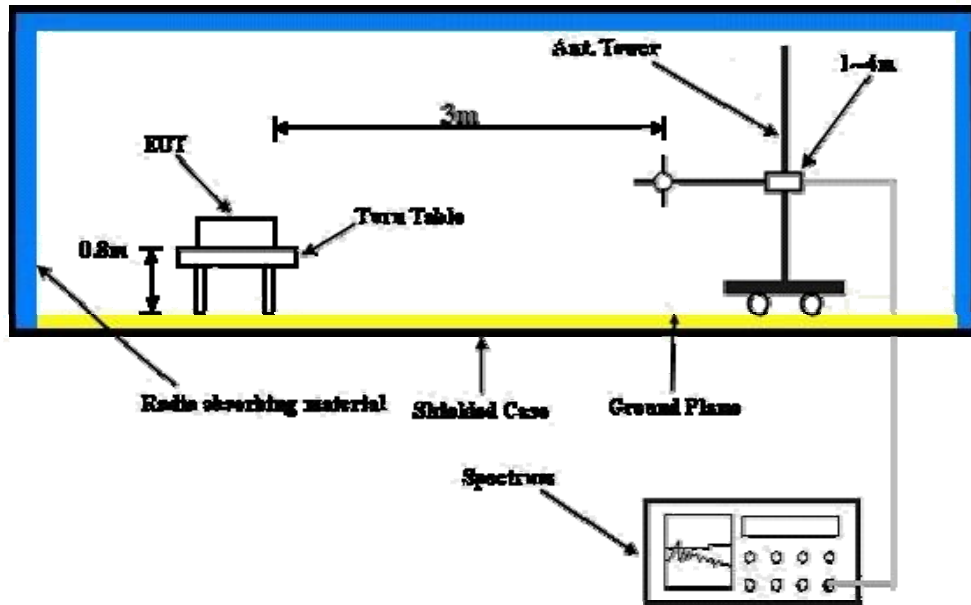 Ant. Tower
1~4m
3m
EUT
Turn Table
0.8m
Radio absorbing material
Shielded Case
Ground Plane
Spectrum